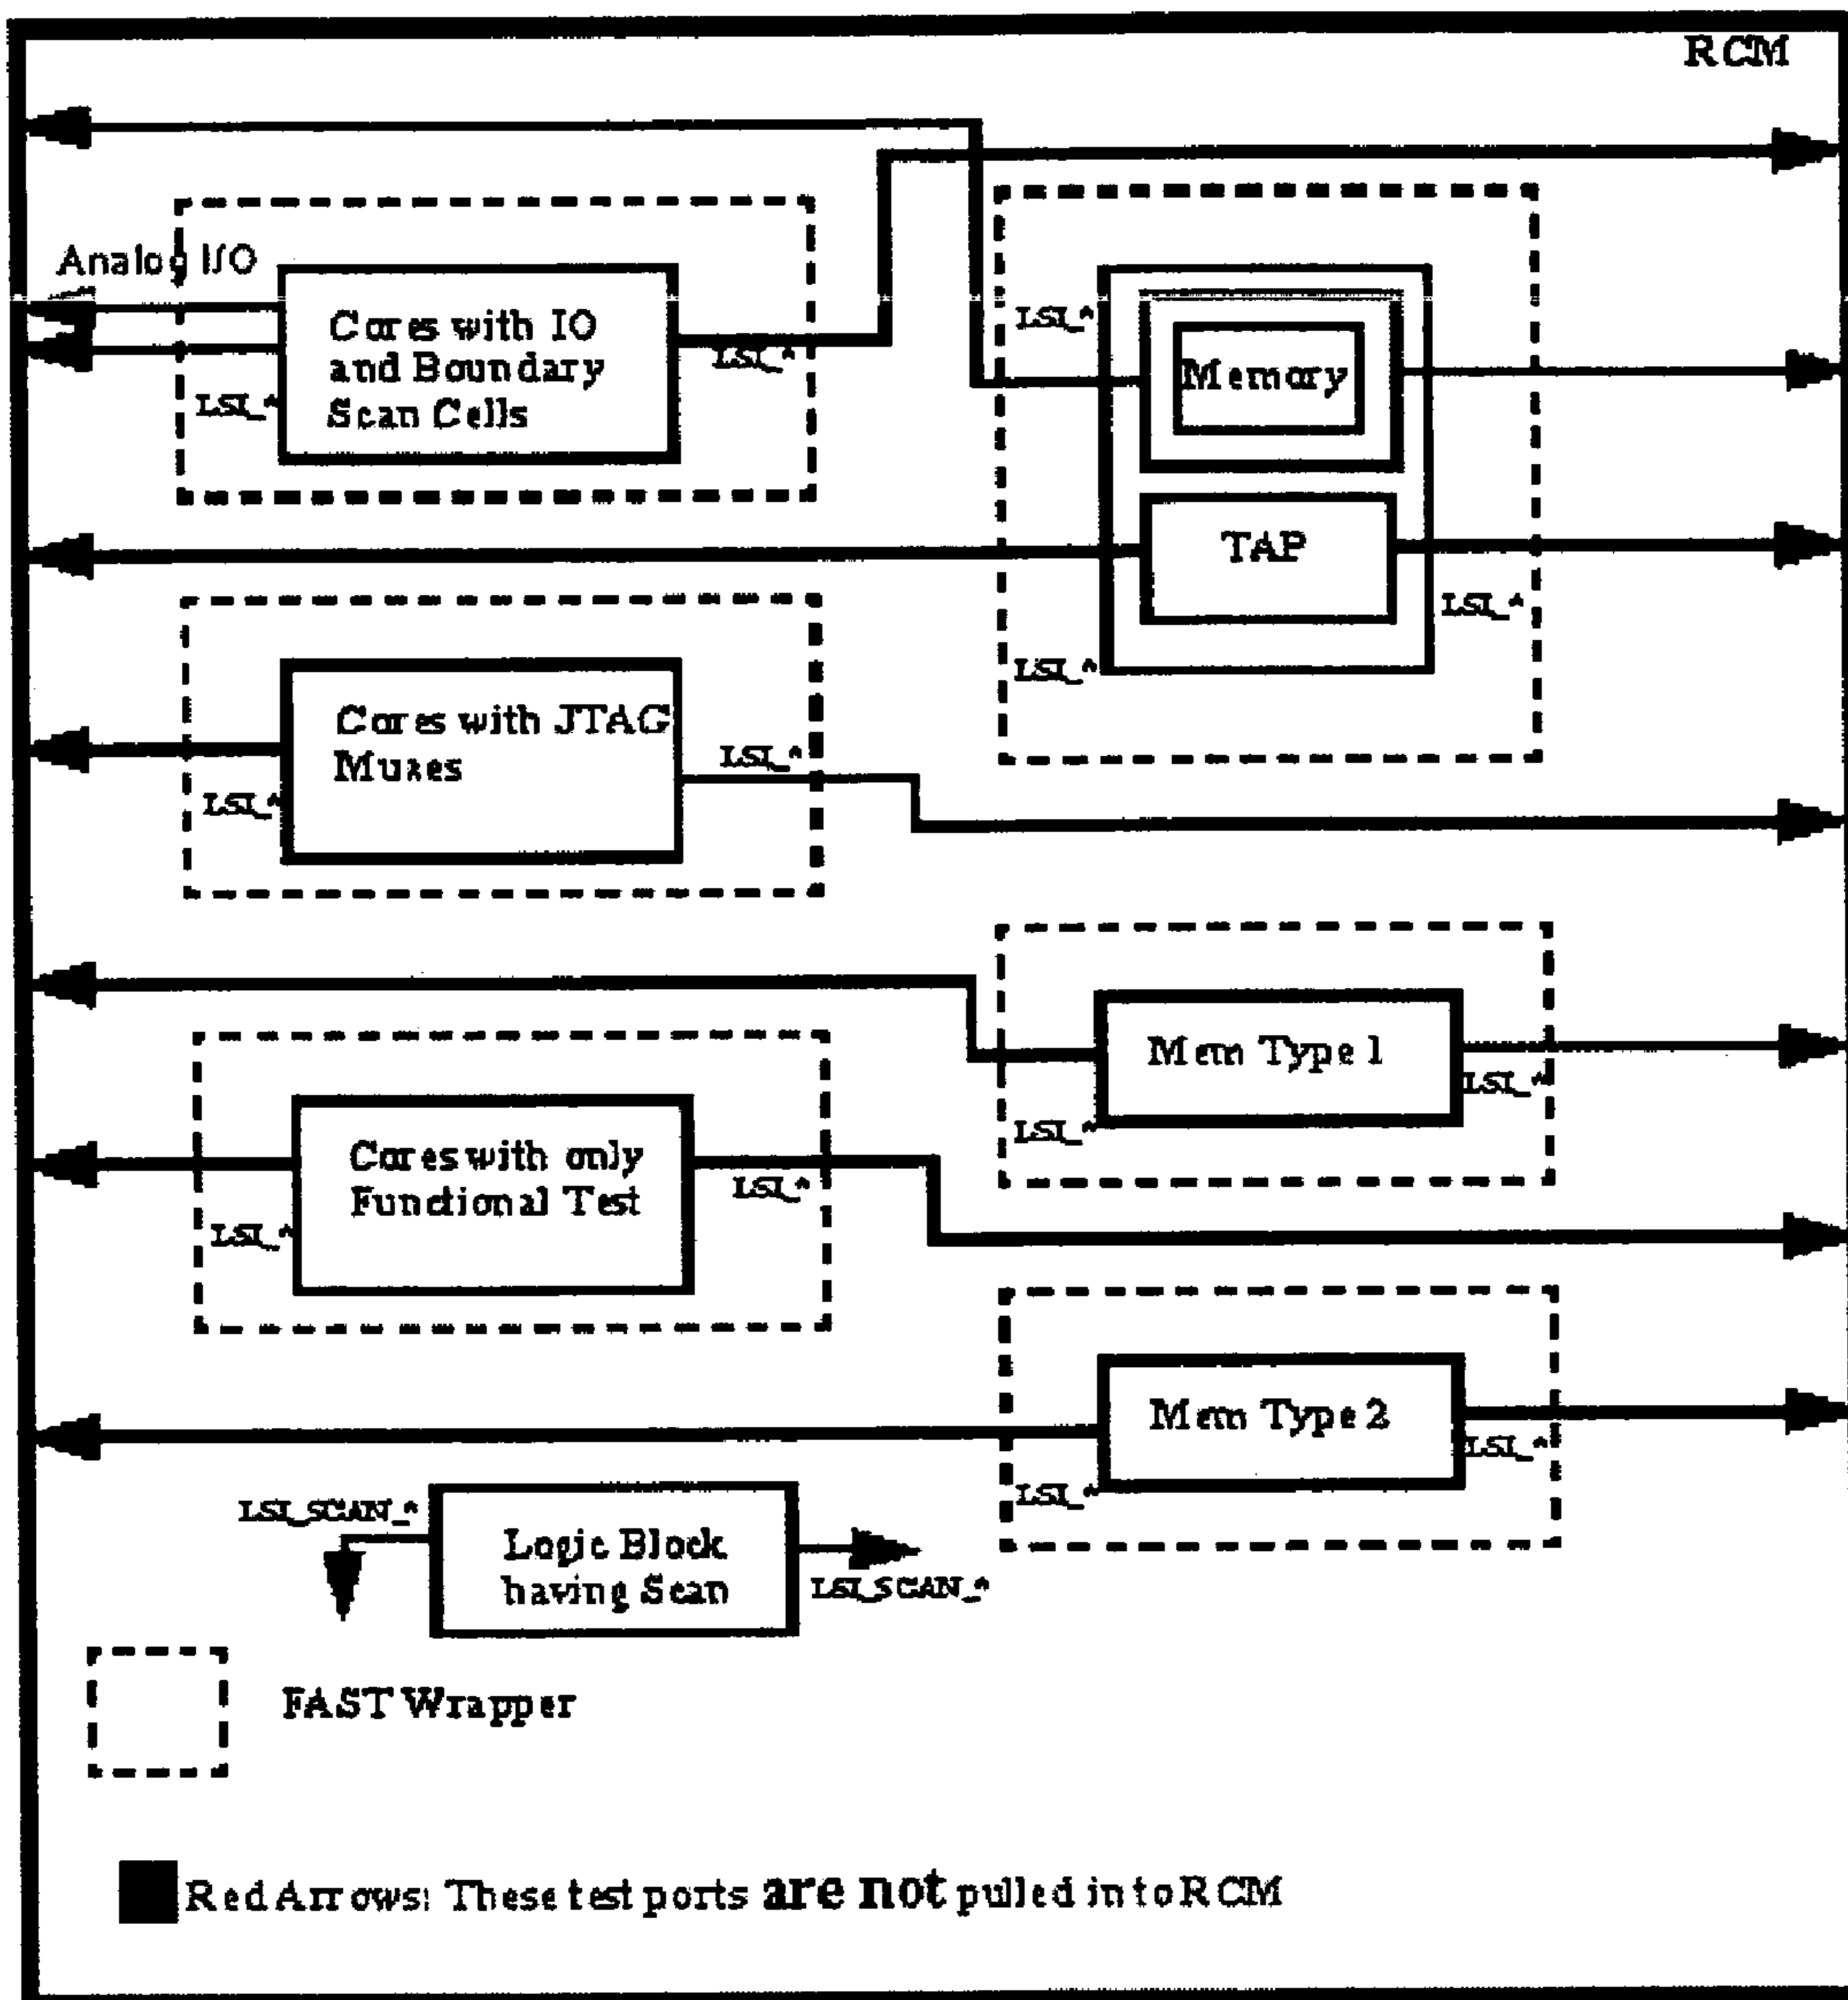 RCM
Analog I/O
Cores with IO
and Boundary
Scan Cells
LSI_*
LSI_*
LSI_*
Memory
TAP
LSI_*
LSI_*
Cores with JTAG
Muxes
LSI_*
LSI_*
Mem Type 1
LSI_*
LSI_*
Cores with only
Functional Test
LSI_*
LSI_*
Mem Type 2
LSI_*
LSI_*
LSI_SCAN_*
Logic Block
having Scan
LSI_SCAN_*
FAST Wrapper
Red Arrows: These test ports are not pulled into RCM